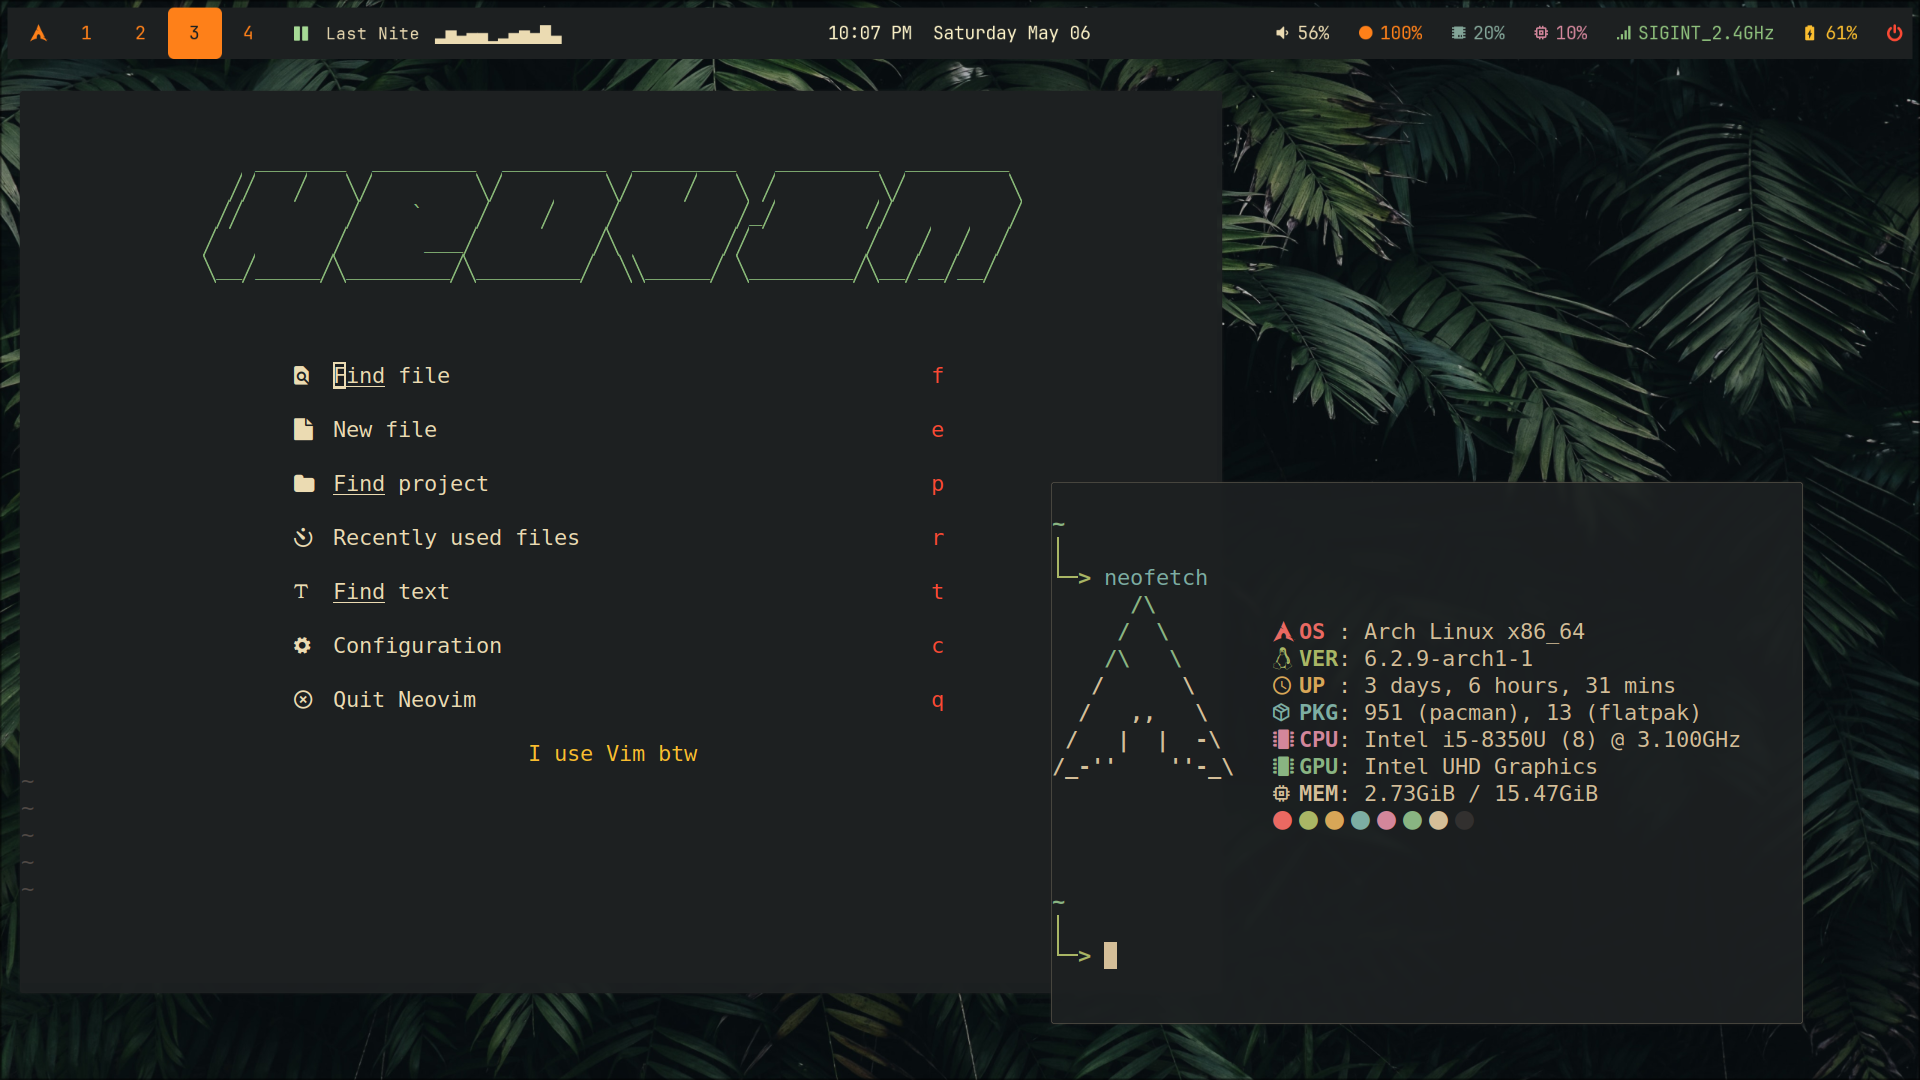 1 2 3 4 Last Nite 10:07 PM Saturday May 06 56% 100% 20% 10% SIGINT_2.4GHz 61%
NEOVIM
Find file f
New file e
Find project p
Recently used files r
Find text t
Configuration c
Quit Neovim q
I use Vim btw
~
~
~
~
~
~
└─> neofetch
OS : Arch Linux x86_64
VER: 6.2.9-arch1-1
UP : 3 days, 6 hours, 31 mins
PKG: 951 (pacman), 13 (flatpak)
CPU: Intel i5-8350U (8) @ 3.100GHz
GPU: Intel UHD Graphics
MEM: 2.73GiB / 15.47GiB
~
└─>